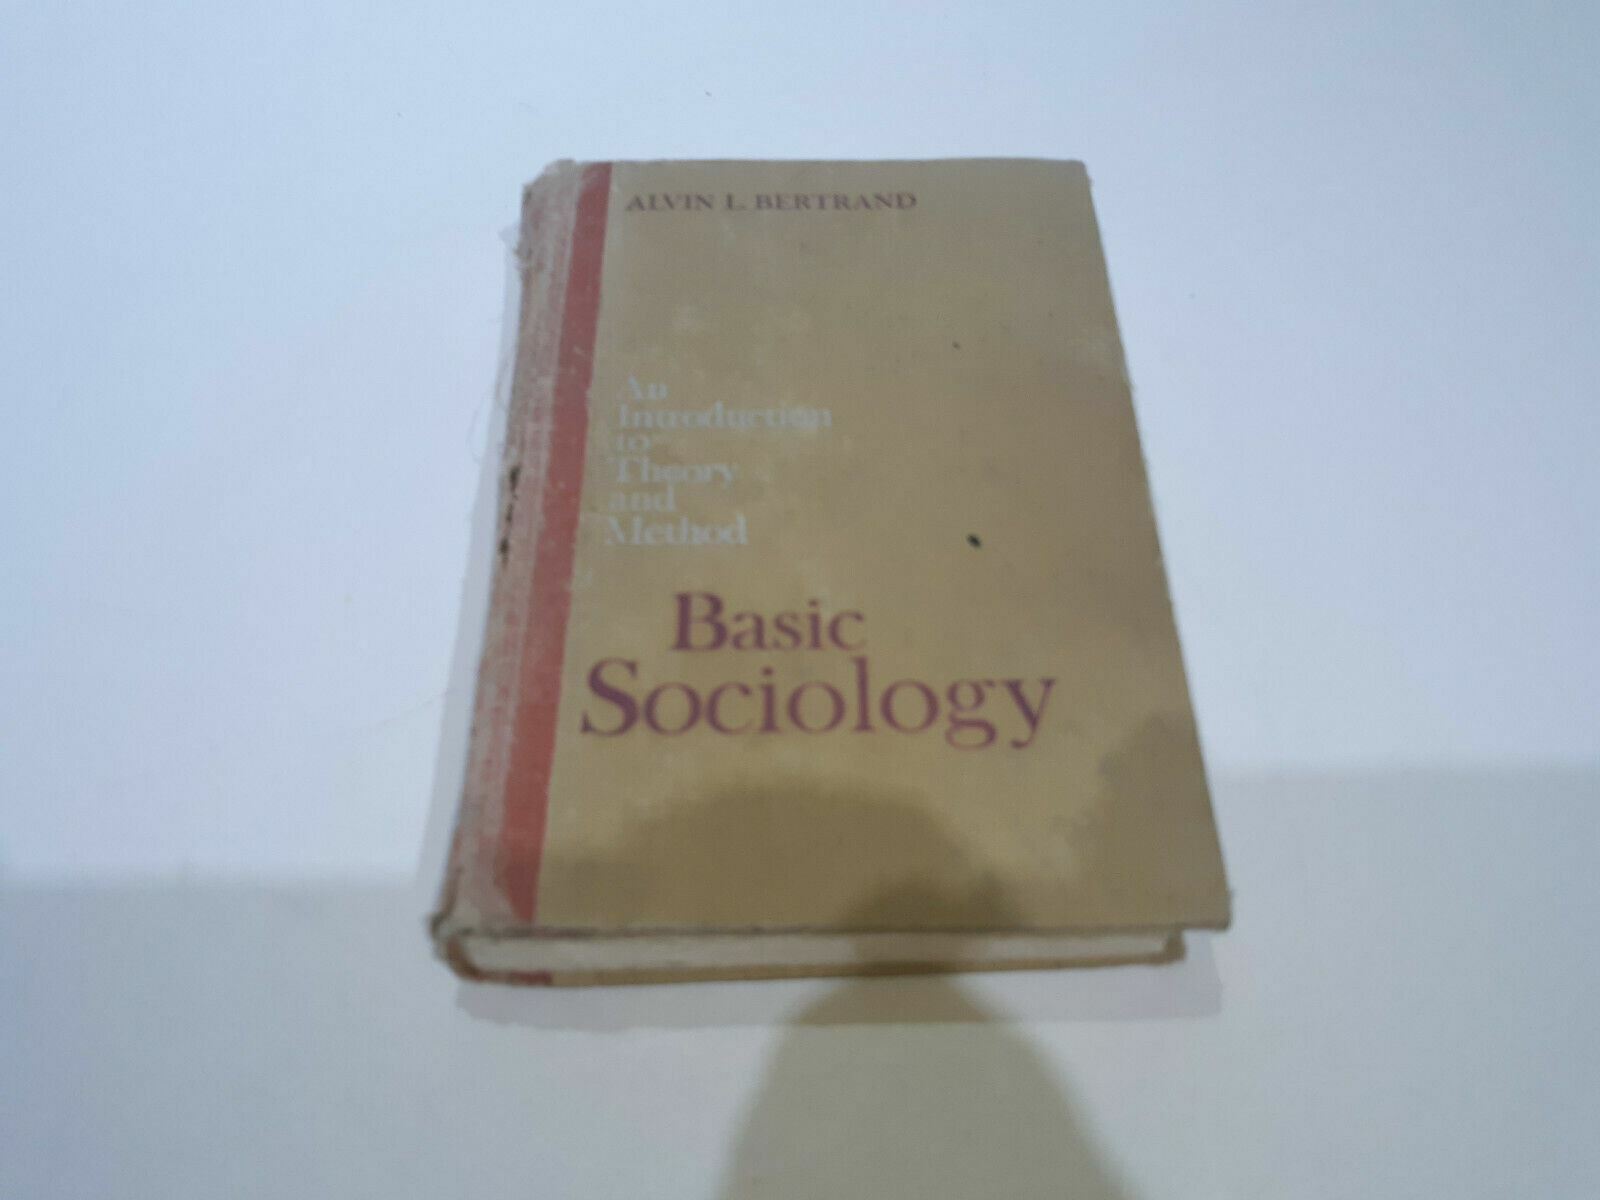 ALVIN L. BERTRAND
An
Introduction
to
Theory
and
Method
Basic
Sociology